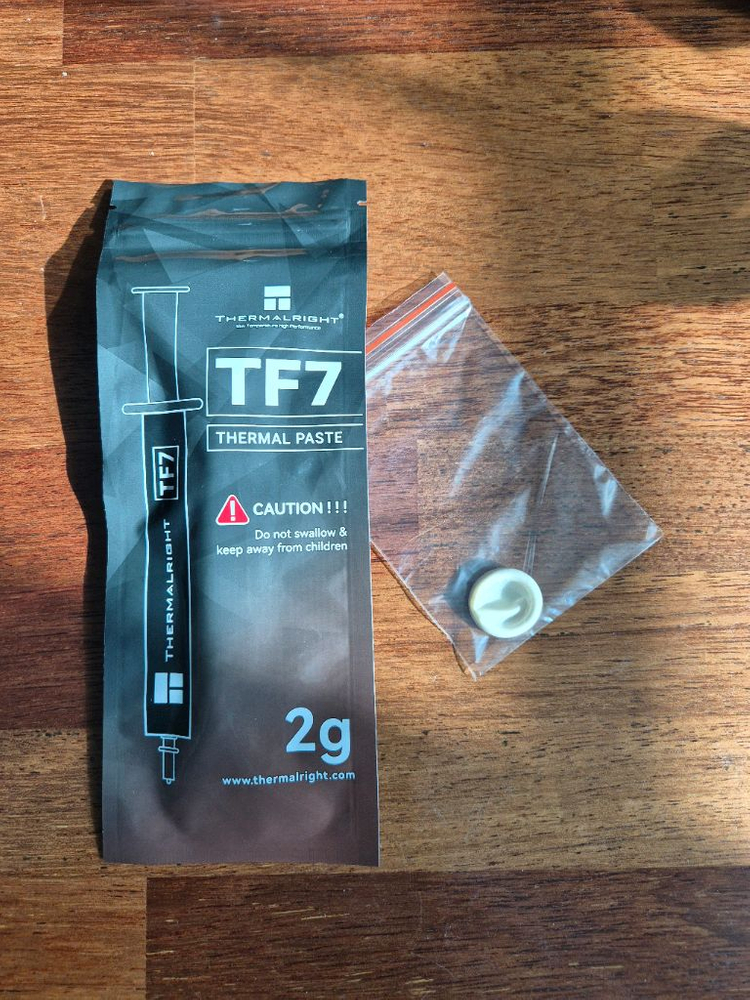 THERMALRIGHT®
TF7
THERMAL PASTE
CAUTION!!!
Do not swallow &
keep away from children
TF7
THERMALRIGHT
2g
www.thermalright.com